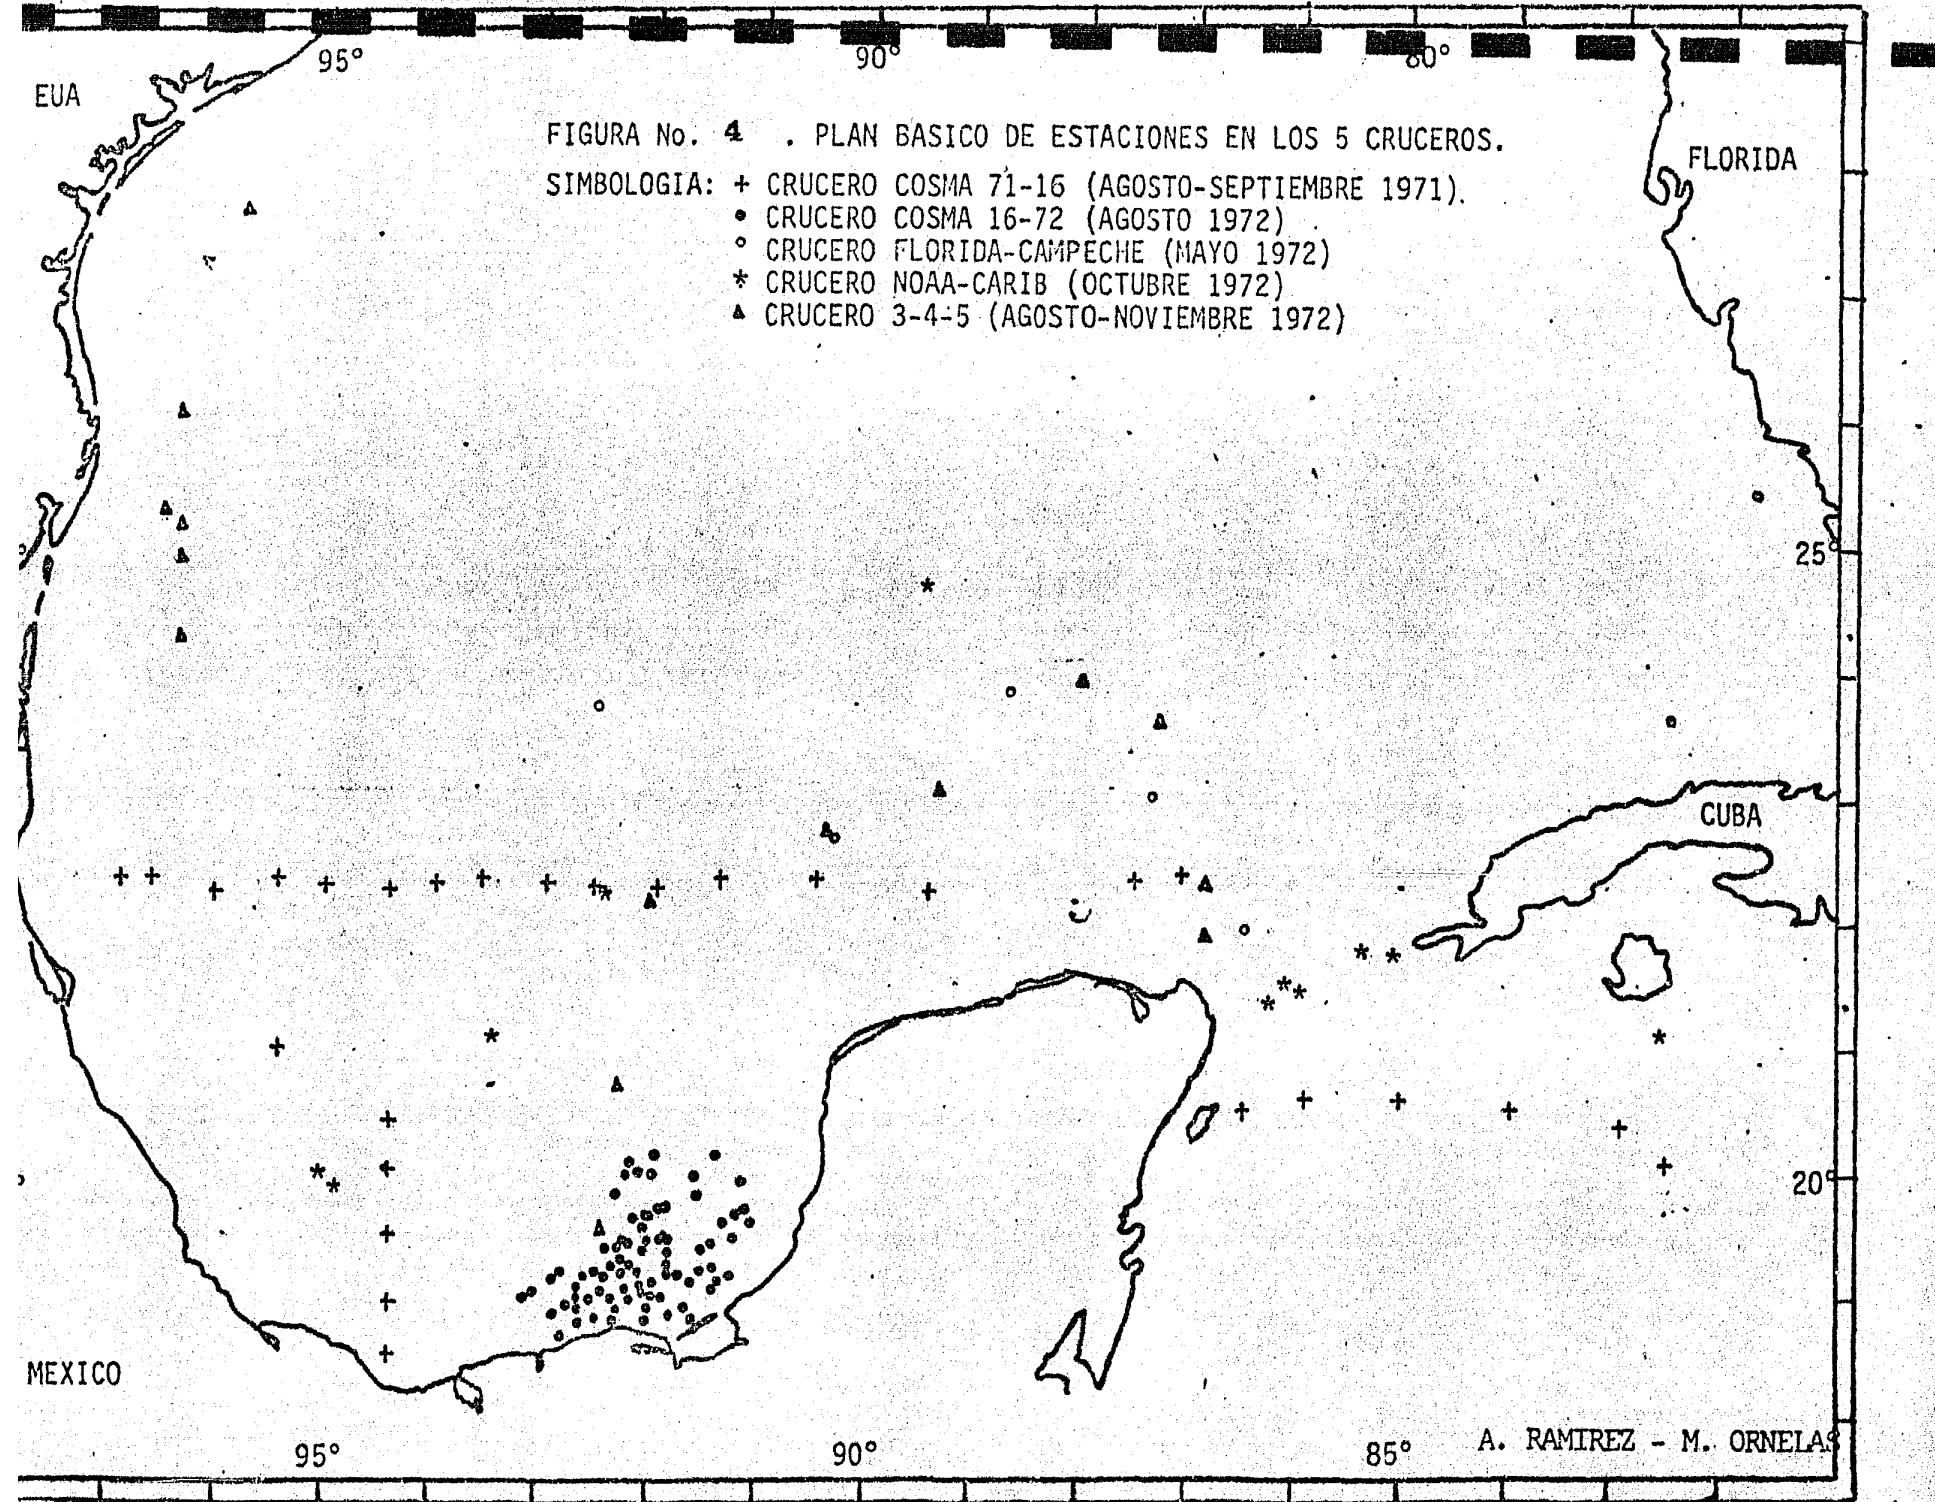 95°
90°
80°
EUA
FIGURA No. 4 . PLAN BASICO DE ESTACIONES EN LOS 5 CRUCEROS.
FLORIDA
SIMBOLOGIA: + CRUCERO COSMA 71-16 (AGOSTO-SEPTIEMBRE 1971).
• CRUCERO COSMA 16-72 (AGOSTO 1972)
° CRUCERO FLORIDA-CAMPECHE (MAYO 1972)
* CRUCERO NOAA-CARIB (OCTUBRE 1972)
▲ CRUCERO 3-4-5 (AGOSTO-NOVIEMBRE 1972)
25°
CUBA
20°
MEXICO
95°
90°
85°
A. RAMIREZ - M. ORNELAS